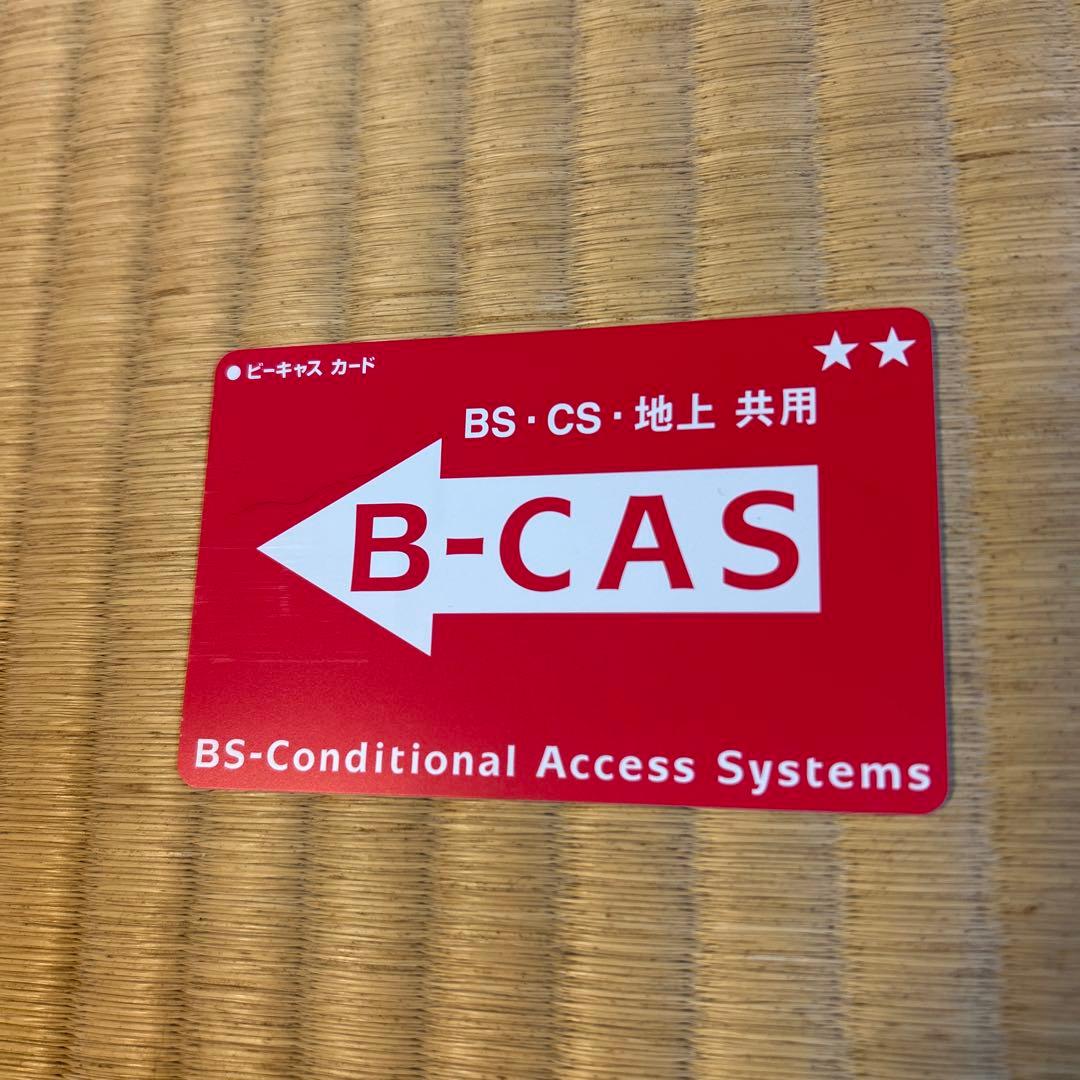 ●ビーキャス カード
★★
BS・CS・地上 共用
B-CAS
BS-Conditional Access Systems